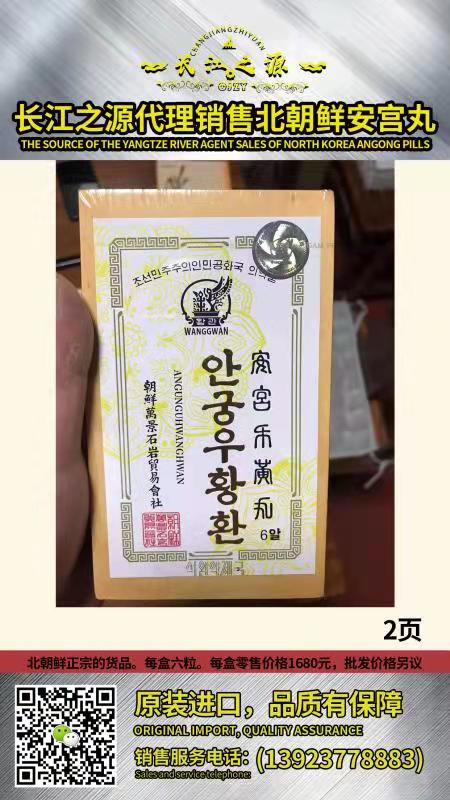 CHANGJIANGZHIYUAN
长江之源
CJZY
长江之源代理销售北朝鲜安宫丸
THE SOURCE OF THE YANGTZE RIVER AGENT SALES OF NORTH KOREA ANGONG PILLS
조선민주주의인민공화국 의약품
왕관
WANGGWAN
安宮牛黃丸
안궁우황환
ANGUNGUHWANGHWAN
朝鮮萬景石岩貿易會社
6알
2页
北朝鲜正宗的货品。每盒六粒。每盒零售价格1680元，批发价格另议
原装进口，品质有保障
ORIGINAL IMPORT, QUALITY ASSURANCE
销售服务电话：(13923778883)
Sales and service telephone: